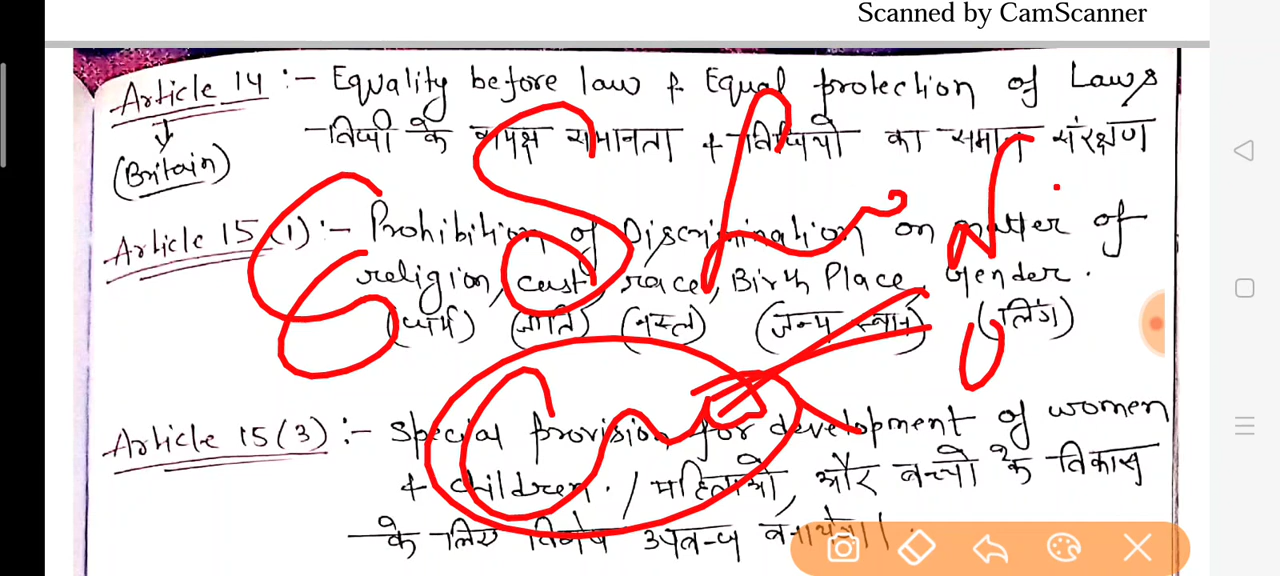 Scanned by CamScanner
Article 14 :- Equality before law & Equal protection of Laws
के समक्ष समानता + का समान संरक्षण
(Britain)
Article 15 (1) :- Prohibition of Discrimination on matter of
religion, cast, race, Birth Place, Gender.
(धर्म) (जाति) (नस्ल) (जन्म स्थान) (लिंग)
Article 15(3) :- Special provision for development of women
+ children. / महिलाओं, और बच्चों के विकास
के लिए विशेष उपबन्ध